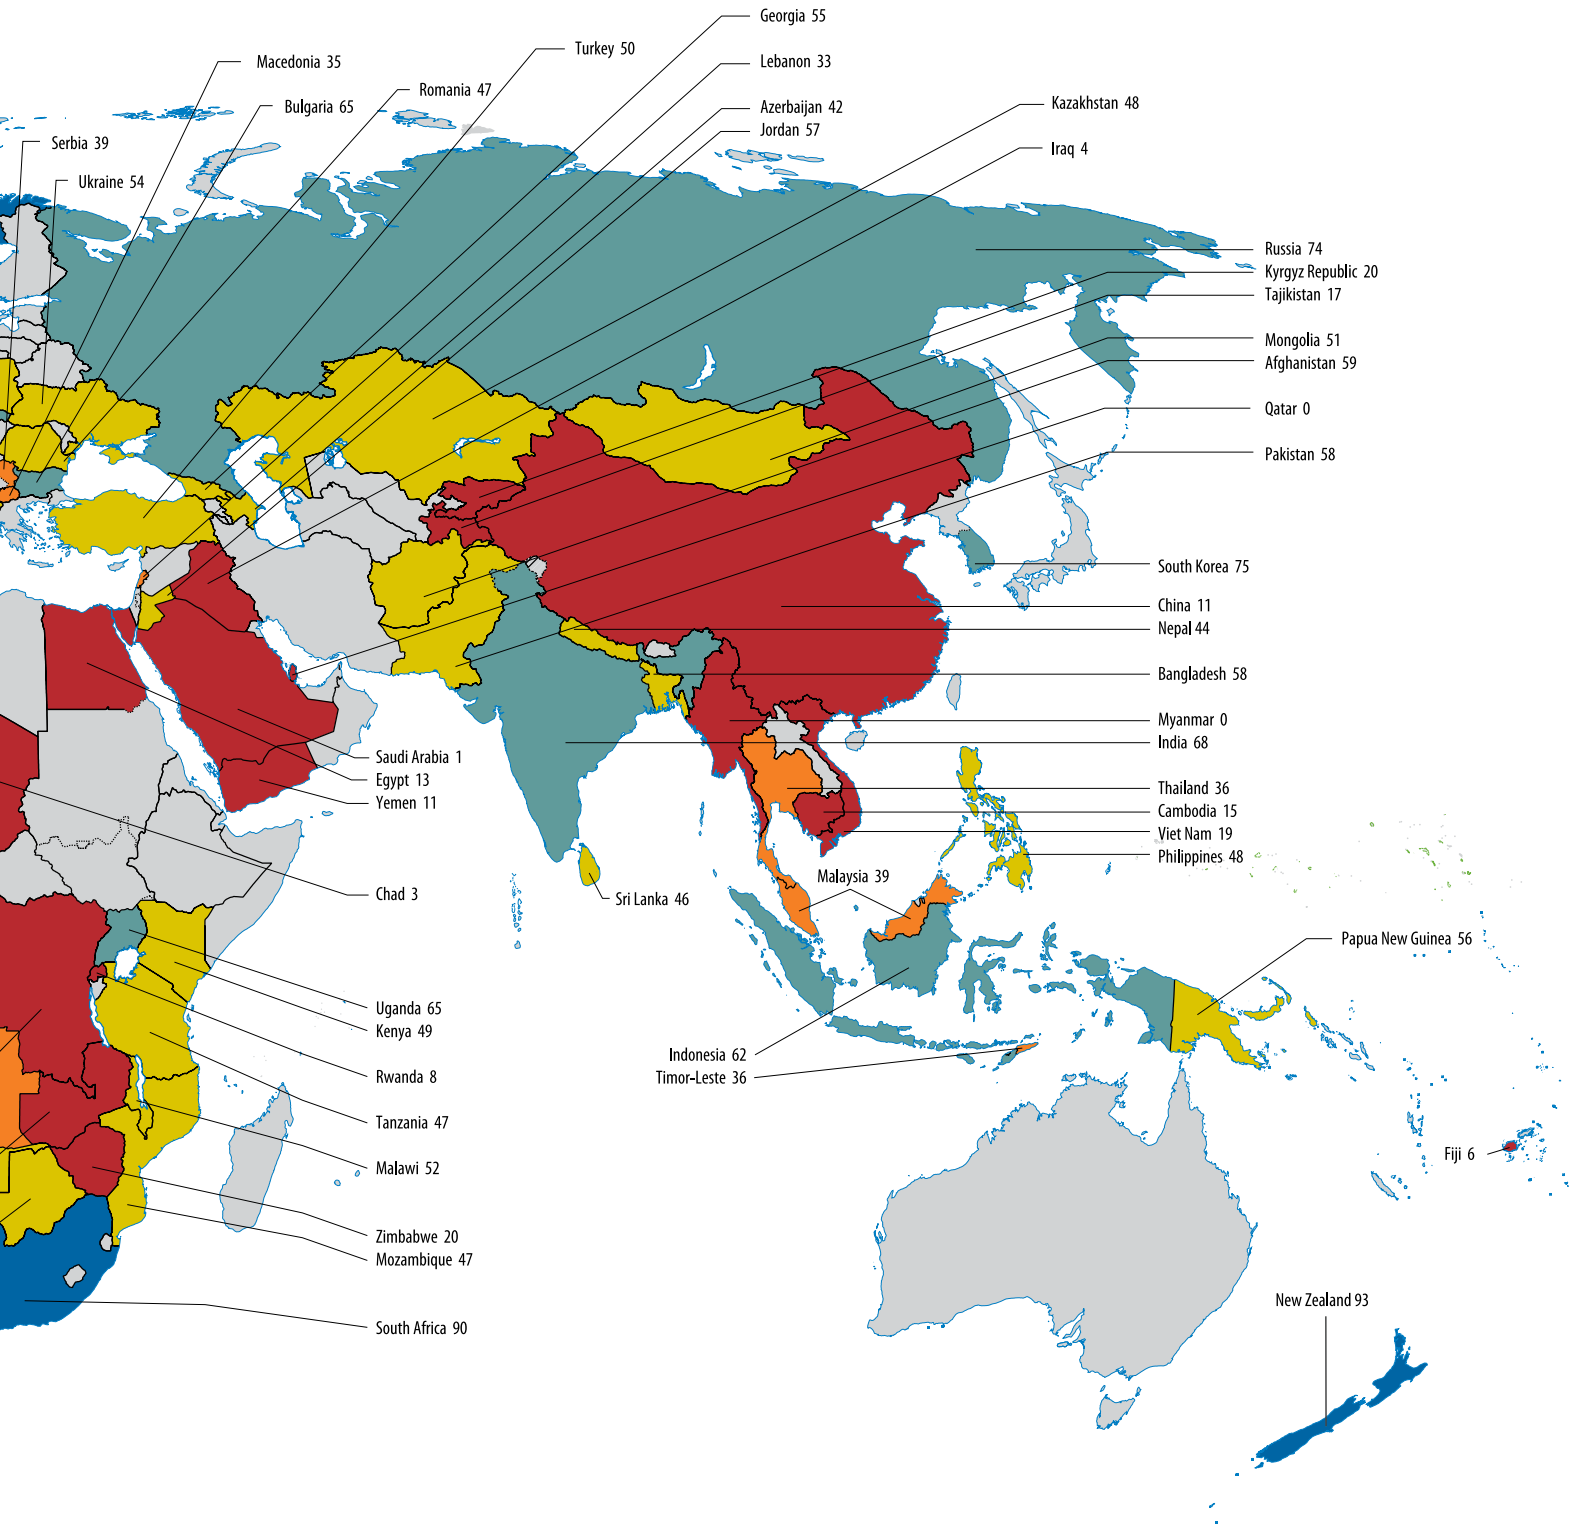 Georgia 55
Turkey 50
Macedonia 35
Lebanon 33
Romania 47
Bulgaria 65
Azerbaijan 42
Kazakhstan 48
Jordan 57
Serbia 39
Iraq 4
Ukraine 54
Russia 74
Kyrgyz Republic 20
Tajikistan 17
Mongolia 51
Afghanistan 59
Qatar 0
Pakistan 58
South Korea 75
China 11
Nepal 44
Bangladesh 58
Myanmar 0
India 68
Saudi Arabia 1
Egypt 13
Yemen 11
Thailand 36
Cambodia 15
Viet Nam 19
Philippines 48
Malaysia 39
Chad 3
Sri Lanka 46
Papua New Guinea 56
Uganda 65
Kenya 49
Indonesia 62
Timor-Leste 36
Rwanda 8
Tanzania 47
Malawi 52
Fiji 6
Zimbabwe 20
Mozambique 47
New Zealand 93
South Africa 90